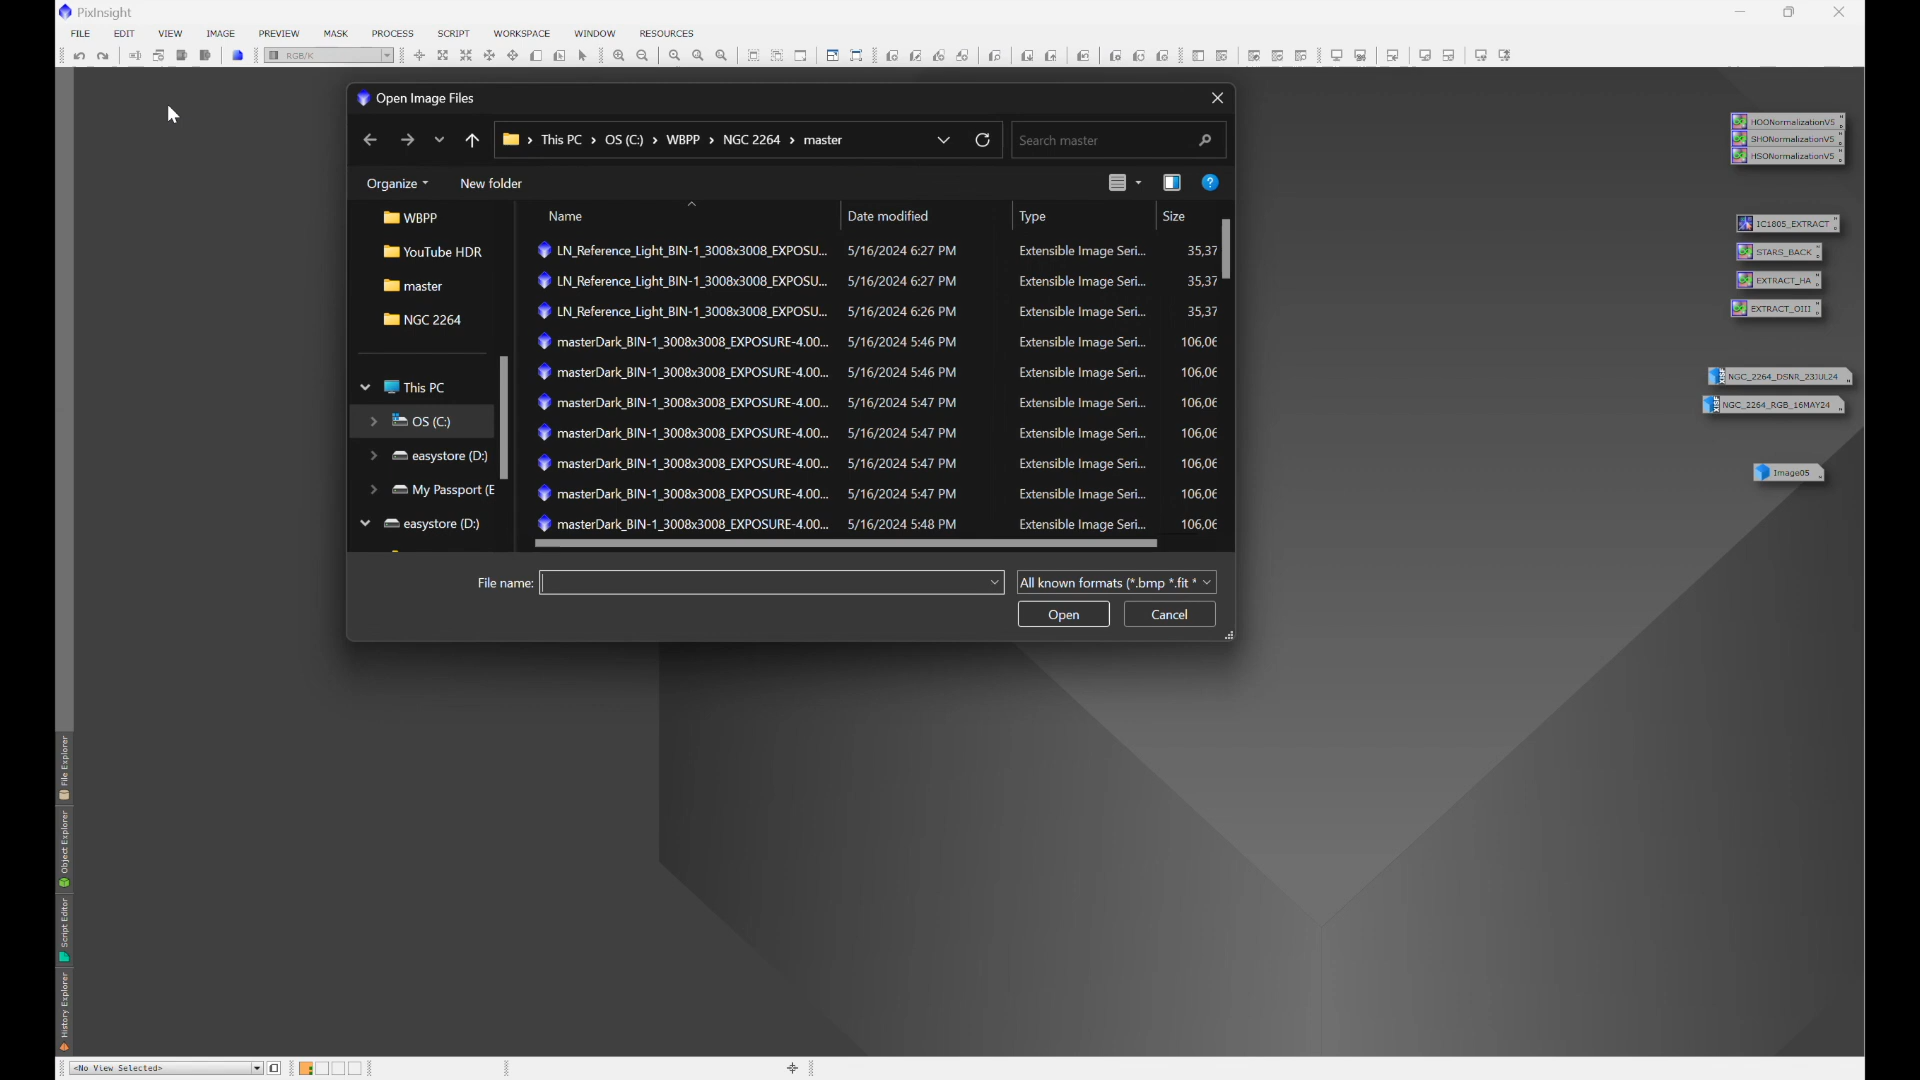 PixInsight
FILE EDIT VIEW IMAGE PREVIEW MASK PROCESS SCRIPT WORKSPACE WINDOW RESOURCES
RGB/K
Open Image Files
This PC > OS (C:) > WBPP > NGC 2264 > master
Search master
Organize
New folder
WBPP
YouTube HDR
master
NGC 2264
This PC
OS (C:)
easystore (D:)
My Passport (E
easystore (D:)
Name Date modified Type Size
LN_Reference_Light_BIN-1_3008x3008_EXPOSU... 5/16/2024 6:27 PM Extensible Image Seri... 35,37
LN_Reference_Light_BIN-1_3008x3008_EXPOSU... 5/16/2024 6:27 PM Extensible Image Seri... 35,37
LN_Reference_Light_BIN-1_3008x3008_EXPOSU... 5/16/2024 6:26 PM Extensible Image Seri... 35,37
masterDark_BIN-1_3008x3008_EXPOSURE-4.00... 5/16/2024 5:46 PM Extensible Image Seri... 106,06
masterDark_BIN-1_3008x3008_EXPOSURE-4.00... 5/16/2024 5:46 PM Extensible Image Seri... 106,06
masterDark_BIN-1_3008x3008_EXPOSURE-4.00... 5/16/2024 5:47 PM Extensible Image Seri... 106,06
masterDark_BIN-1_3008x3008_EXPOSURE-4.00... 5/16/2024 5:47 PM Extensible Image Seri... 106,06
masterDark_BIN-1_3008x3008_EXPOSURE-4.00... 5/16/2024 5:47 PM Extensible Image Seri... 106,06
masterDark_BIN-1_3008x3008_EXPOSURE-4.00... 5/16/2024 5:47 PM Extensible Image Seri... 106,06
masterDark_BIN-1_3008x3008_EXPOSURE-4.00... 5/16/2024 5:48 PM Extensible Image Seri... 106,06
File name:
All known formats (*.bmp *.fit *
Open
Cancel
HOONormalizationV5
SHONormalizationV5
HSONormalizationV5
IC1805_EXTRACT
STARS_BACK
EXTRACT_HA
EXTRACT_OIII
NGC_2264_DSNR_23JUL24
NGC_2264_RGB_16MAY24
Image05
File Explorer
Object Explorer
Script Editor
History Explorer
<No View Selected>